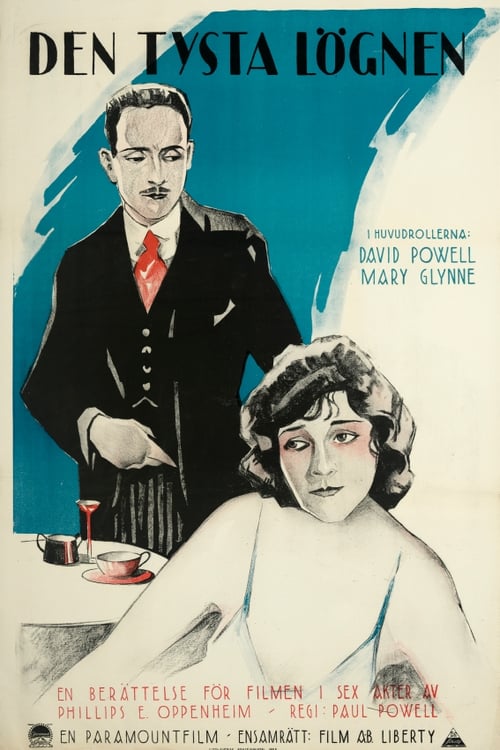 DEN TYSTA LÖGNEN
I HUVUDROLLERNA:
DAVID POWELL
MARY GLYNNE
EN BERÄTTELSE FÖR FILMEN I SEX AKTER AV
PHILLIPS E. OPPENHEIM - REGI: PAUL POWELL
EN PARAMOUNTFILM - ENSAMRÄTT: FILM AB. LIBERTY